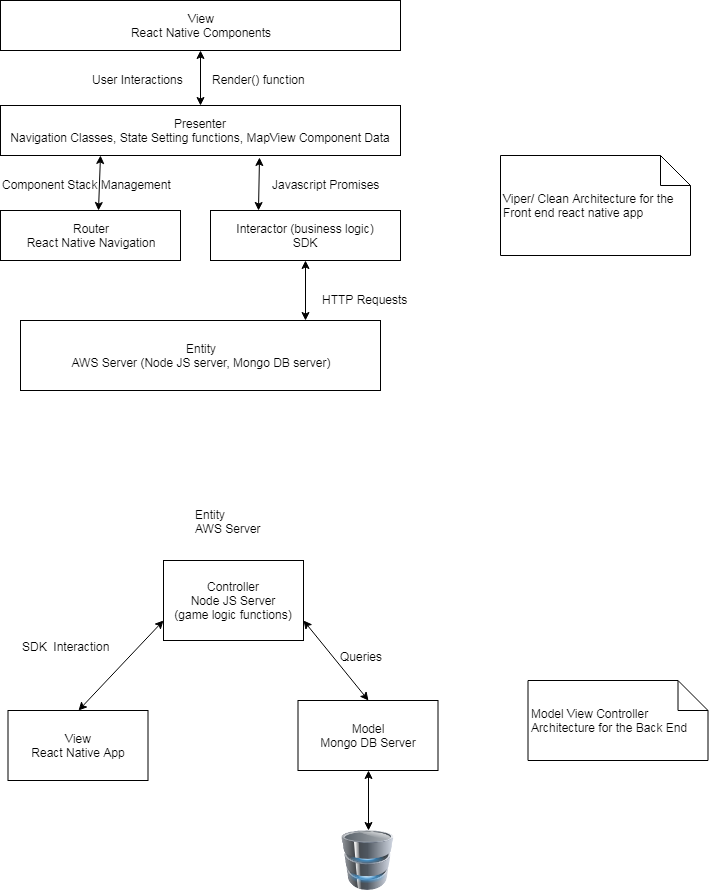 View
React Native Components
User Interactions
Render() function
Presenter
Navigation Classes, State Setting functions, MapView Component Data
Component Stack Management
Javascript Promises
Router
React Native Navigation
Interactor (business logic)
SDK
Viper/ Clean Architecture for the
Front end react native app
HTTP Requests
Entity
AWS Server (Node JS server, Mongo DB server)
Entity
AWS Server
Controller
Node JS Server
(game logic functions)
SDK Interaction
Queries
View
React Native App
Model
Mongo DB Server
Model View Controller
Architecture for the Back End